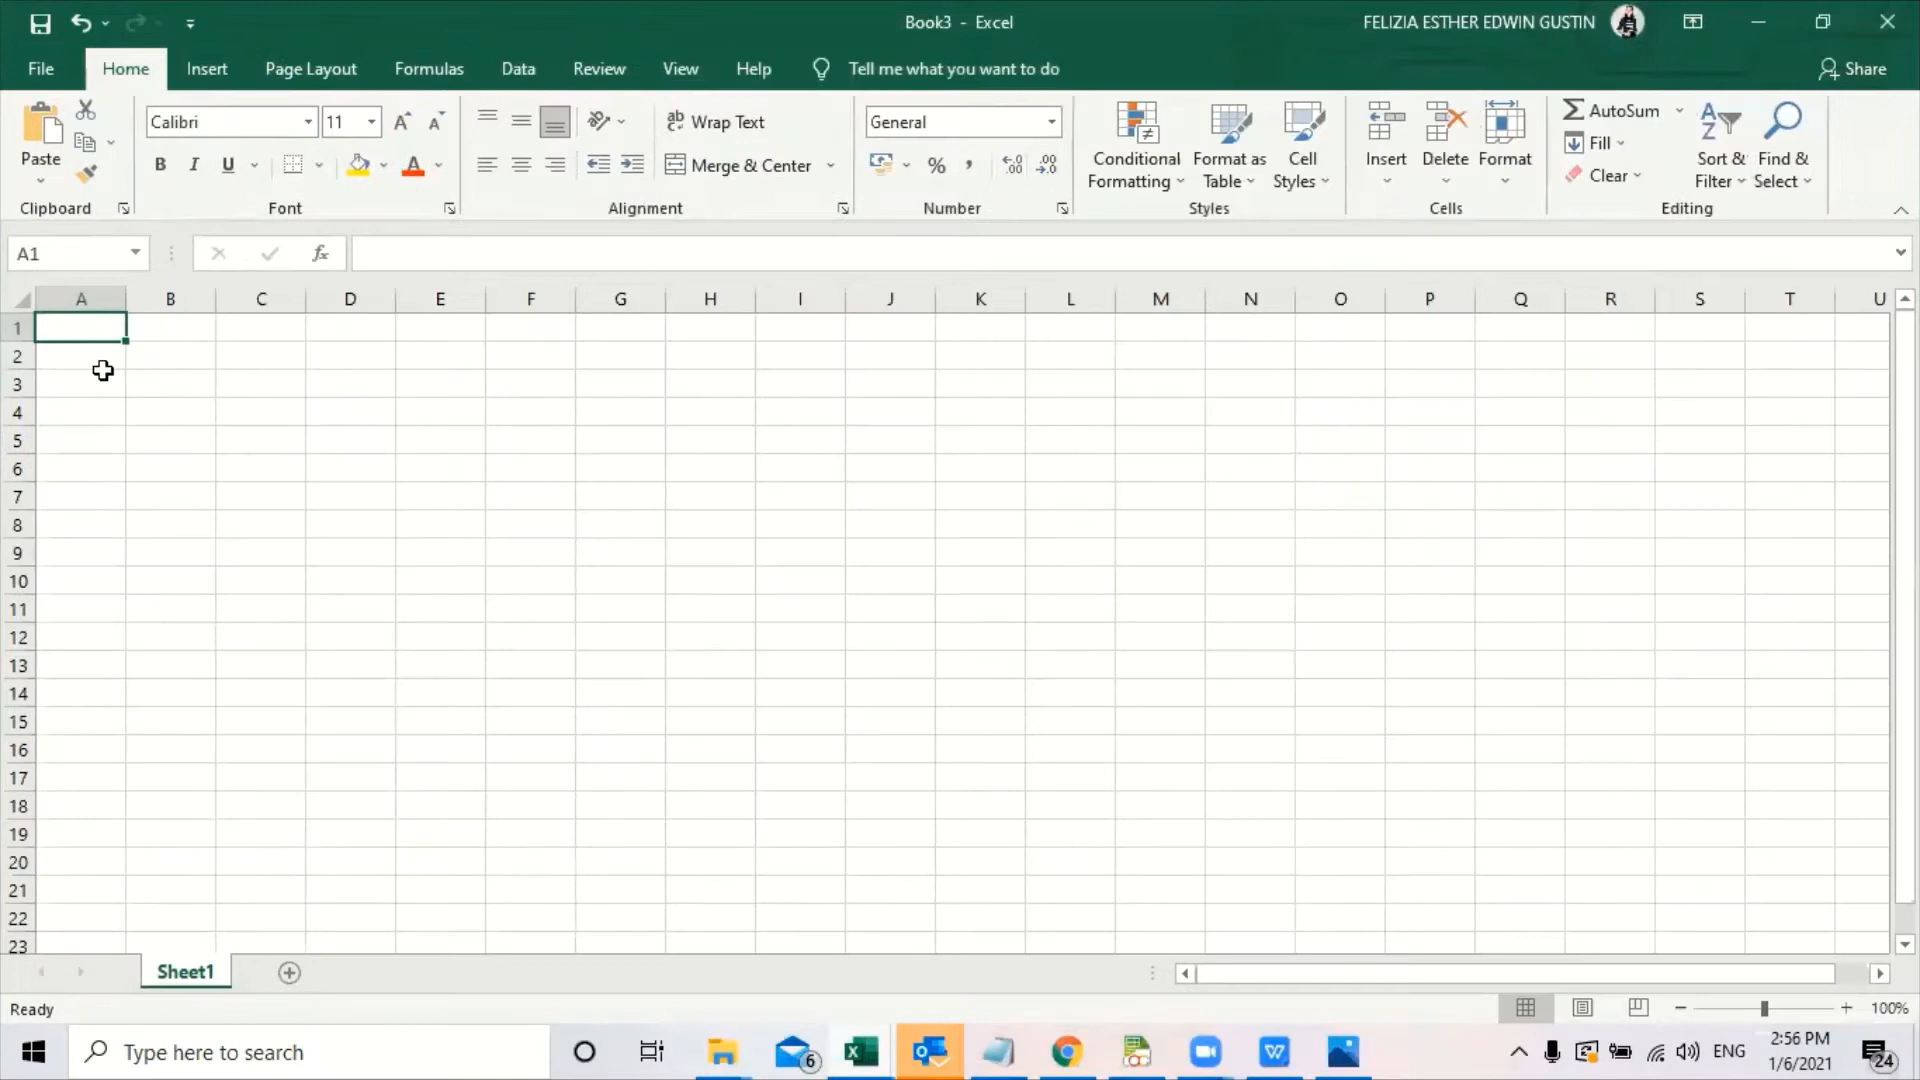 Book3 - Excel
FELIZIA ESTHER EDWIN GUSTIN
File Home Insert Page Layout Formulas Data Review View Help Tell me what you want to do Share
Paste
Clipboard
Calibri 11
B I U A
Font
ab Wrap Text
Merge & Center
Alignment
General
% ,
Number
Conditional Formatting
Format as Table
Cell Styles
Styles
Insert Delete Format
Cells
AutoSum
Fill
Clear
Sort & Filter
Find & Select
Editing
A1 fx
A B C D E F G H I J K L M N O P Q R S T U
1
2
3
4
5
6
7
8
9
10
11
12
13
14
15
16
17
18
19
20
21
22
23
Sheet1
Ready 100%
Type here to search
6
ENG
2:56 PM
1/6/2021
24